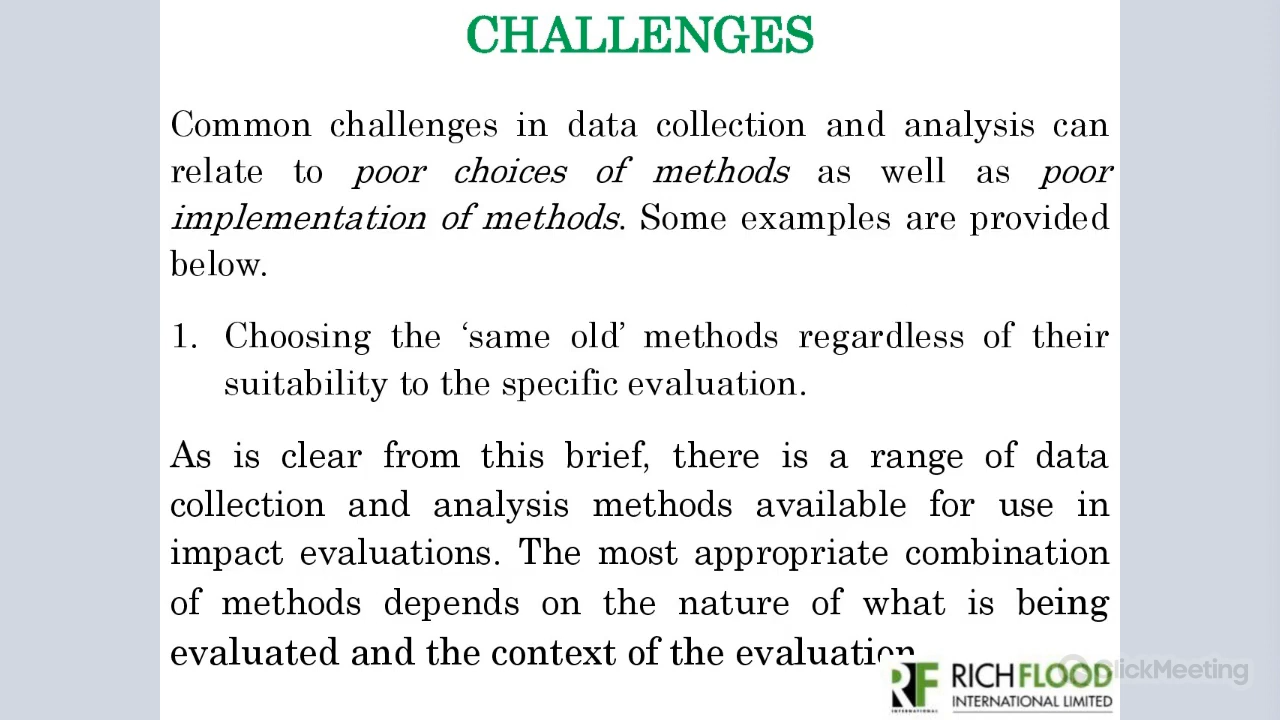 CHALLENGES
Common challenges in data collection and analysis can
relate to poor choices of methods as well as poor
implementation of methods. Some examples are provided
below.
1. Choosing the ‘same old’ methods regardless of their
suitability to the specific evaluation.
As is clear from this brief, there is a range of data
collection and analysis methods available for use in
impact evaluations. The most appropriate combination
of methods depends on the nature of what is being
evaluated and the context of the evaluation
RF
INTERNATIONAL
RICHFLOOD
INTERNATIONAL LIMITED
ClickMeeting